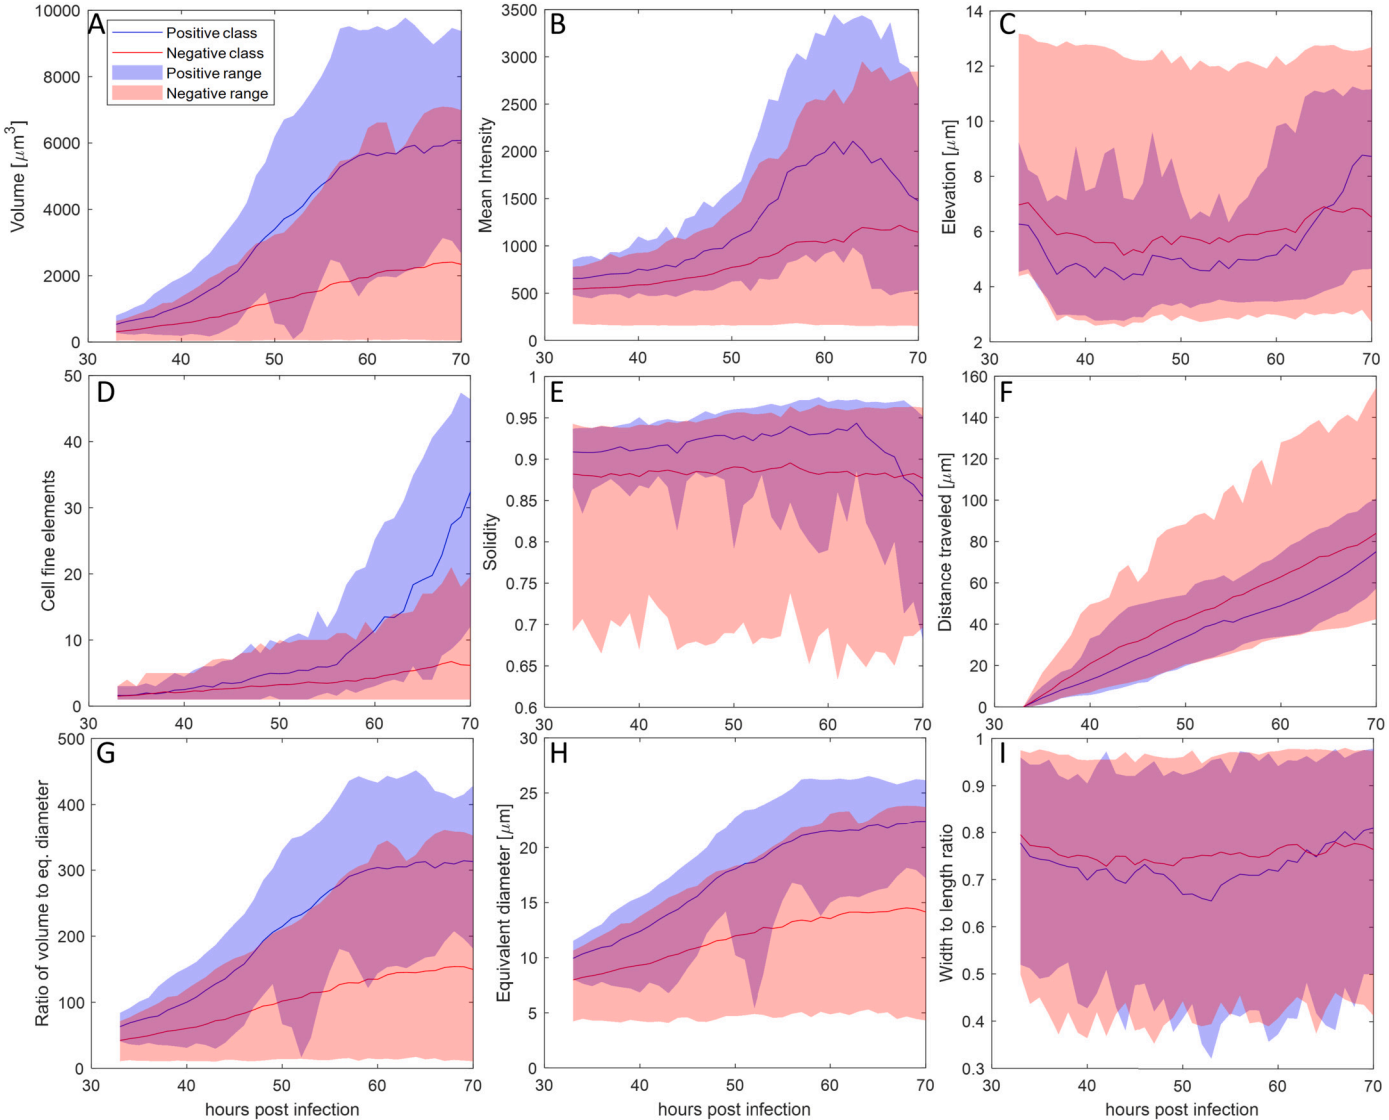 A
Positive class
Negative class
Positive range
Negative range
Volume [μm³]
10000
8000
6000
4000
2000
0
30 40 50 60 70
B
Mean Intensity
3500
3000
2500
2000
1500
1000
500
0
30 40 50 60 70
C
Elevation [μm]
14
12
10
8
6
4
2
30 40 50 60 70
D
Cell fine elements
50
40
30
20
10
0
30 40 50 60 70
E
Solidity
1
0.95
0.9
0.85
0.8
0.75
0.7
0.65
0.6
30 40 50 60 70
F
Distance traveled [μm]
160
140
120
100
80
60
40
20
0
30 40 50 60 70
G
Ratio of volume to eq. diameter
500
400
300
200
100
0
30 40 50 60 70
hours post infection
H
Equivalent diameter [μm]
30
25
20
15
10
5
0
30 40 50 60 70
hours post infection
I
Width to length ratio
1
0.9
0.8
0.7
0.6
0.5
0.4
0.3
30 40 50 60 70
hours post infection